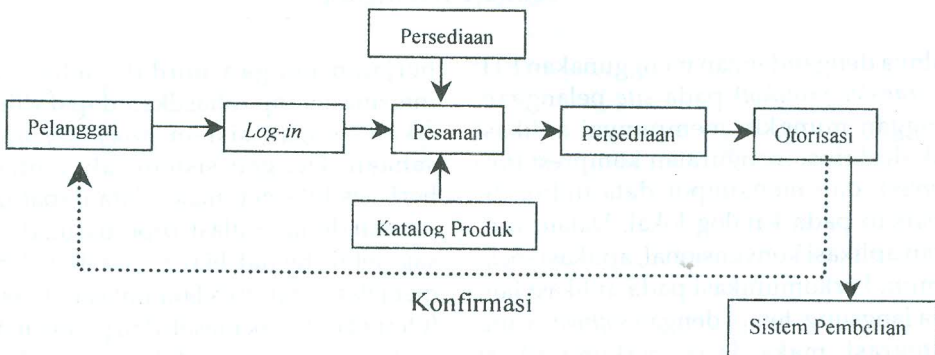 Persediaan
Pelanggan
Log-in
Pesanan
Persediaan
Otorisasi
Katalog Produk
Konfirmasi
Sistem Pembelian